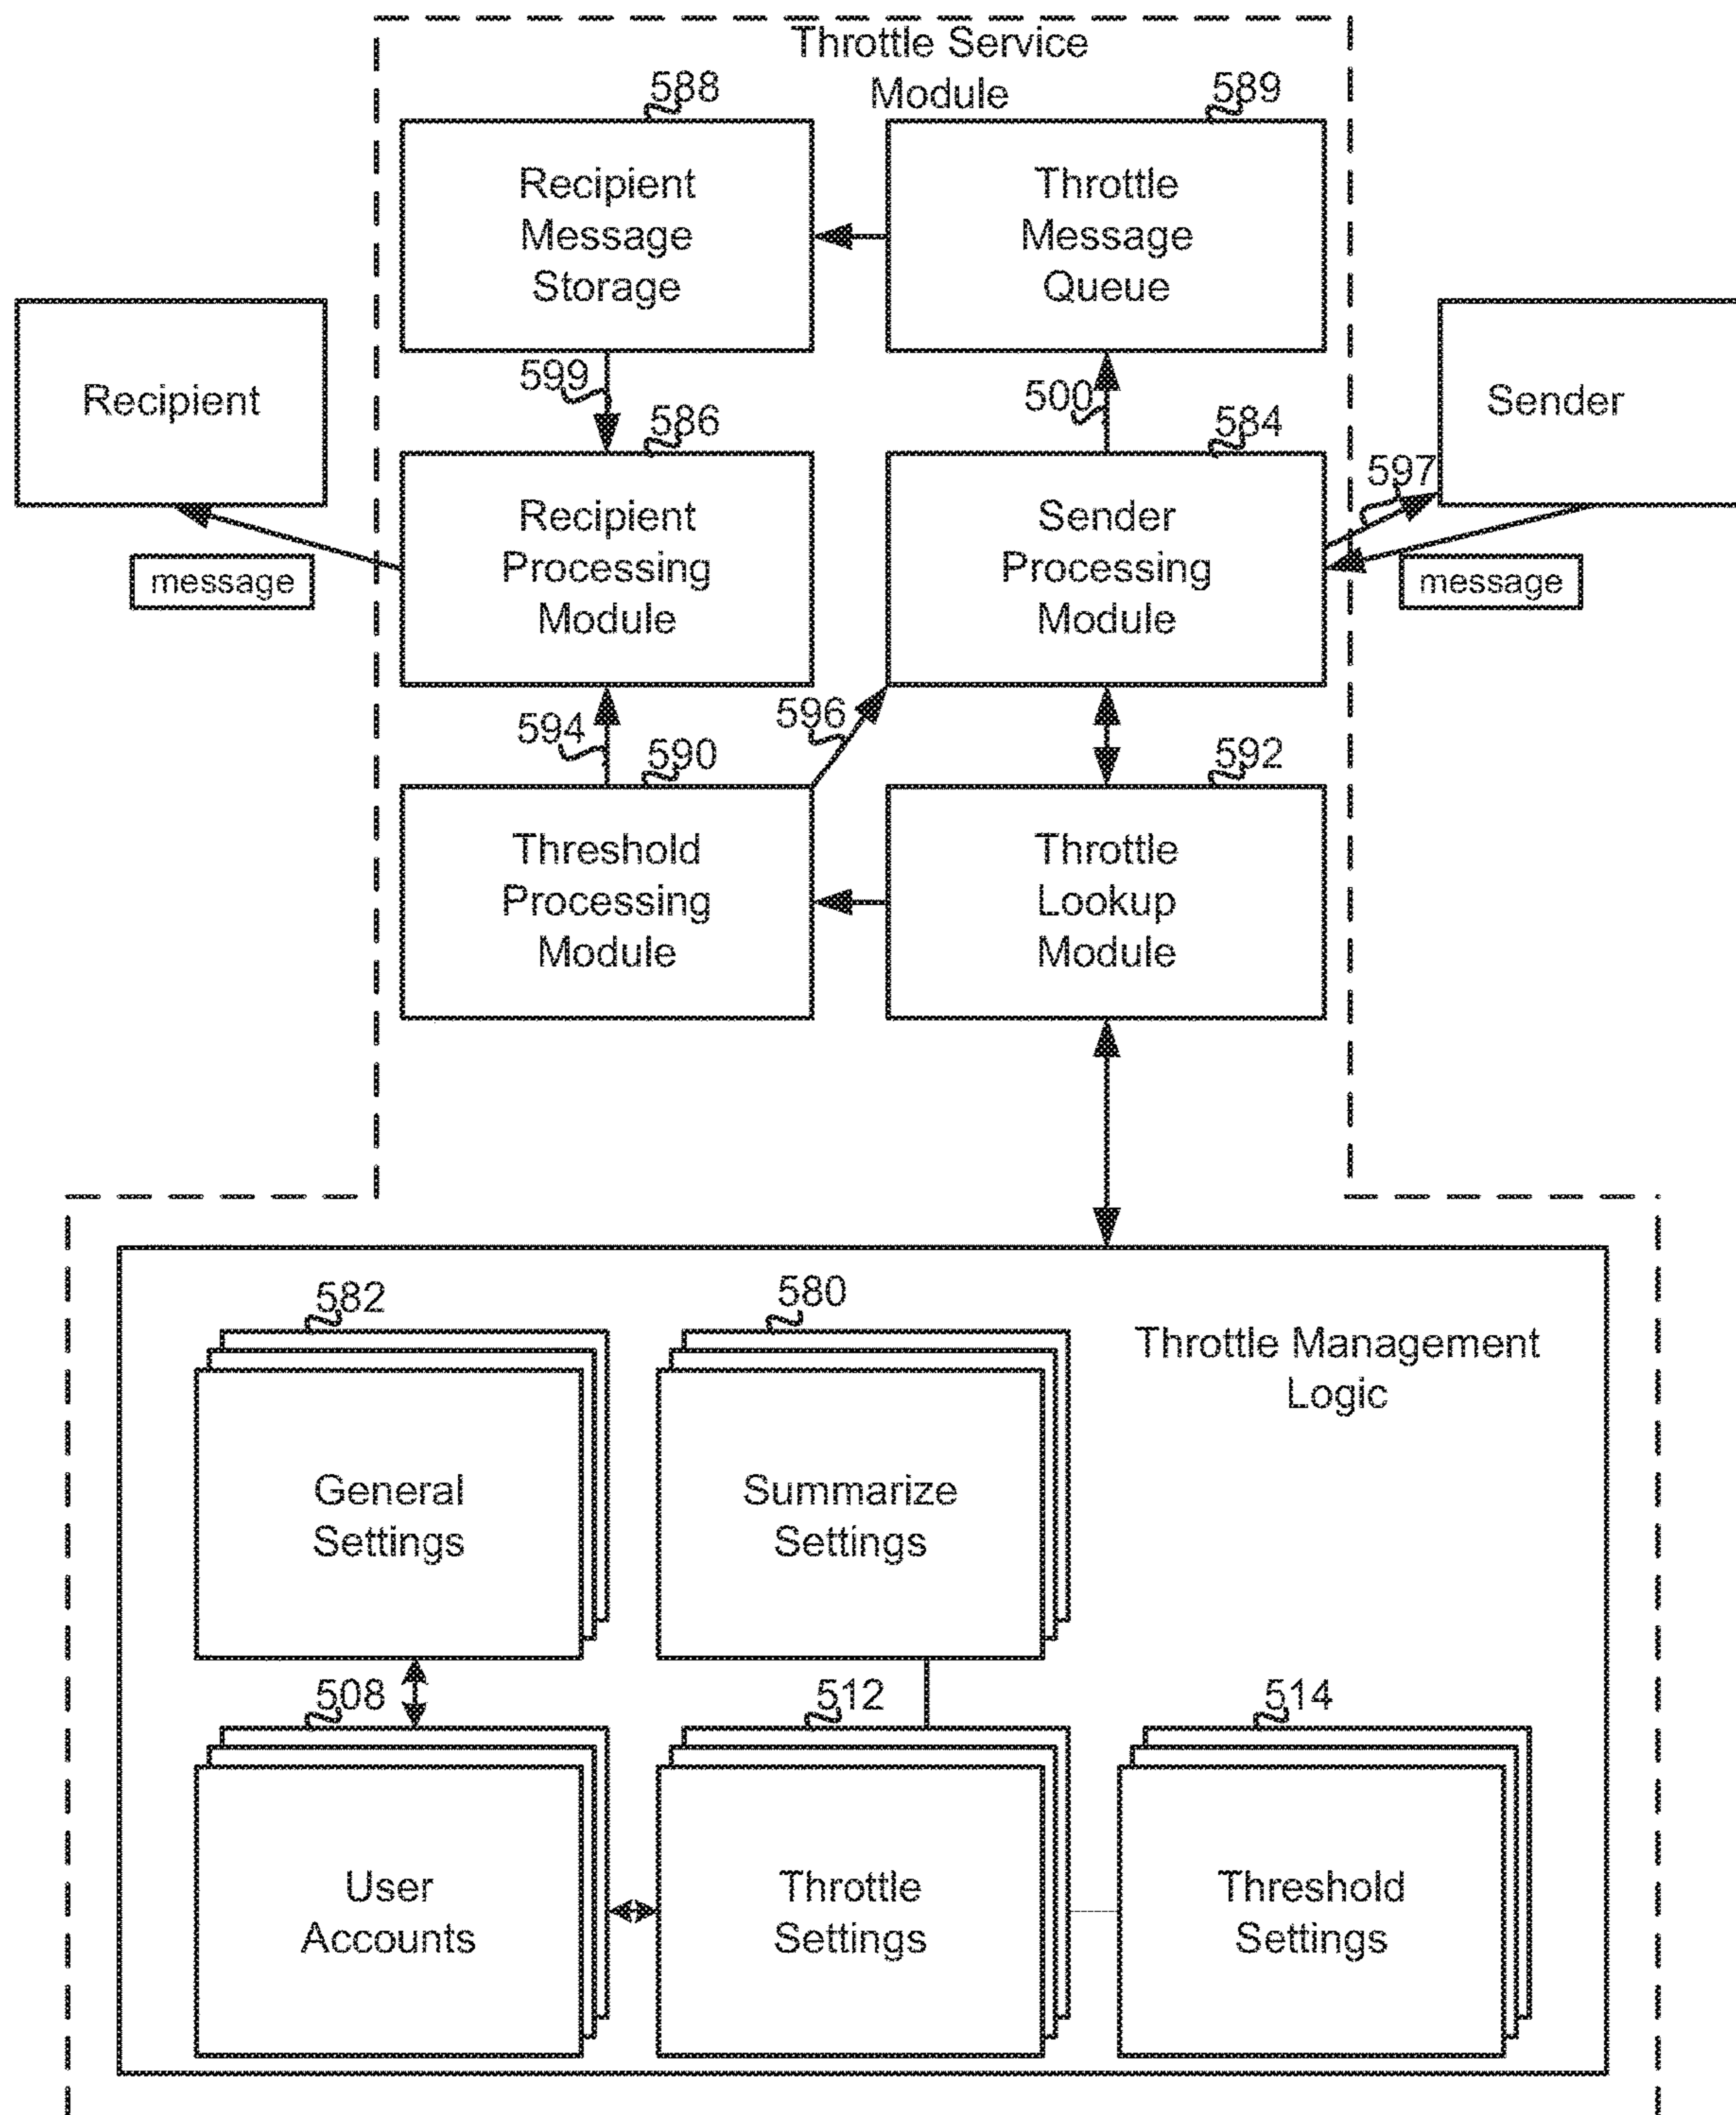 Throttle Service
Module
588
589
Recipient
Message
Storage
Throttle
Message
Queue
Recipient
Sender
599
500
586
584
597
Recipient
Processing
Module
Sender
Processing
Module
message
message
594
596
590
592
Threshold
Processing
Module
Throttle
Lookup
Module
582
580
Throttle Management
Logic
General
Settings
Summarize
Settings
508
512
514
User
Accounts
Throttle
Settings
Threshold
Settings